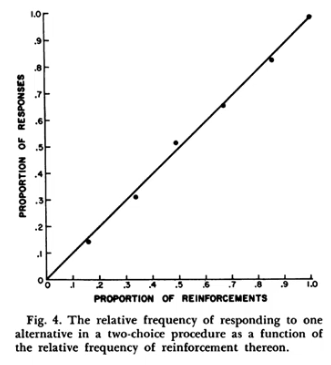 1.0
.9
.8
.7
.6
.5
.4
.3
.2
.1
0
PROPORTION OF RESPONSES
0 .1 .2 .3 .4 .5 .6 .7 .8 .9 1.0
PROPORTION OF REINFORCEMENTS
Fig. 4. The relative frequency of responding to one
alternative in a two-choice procedure as a function of
the relative frequency of reinforcement thereon.